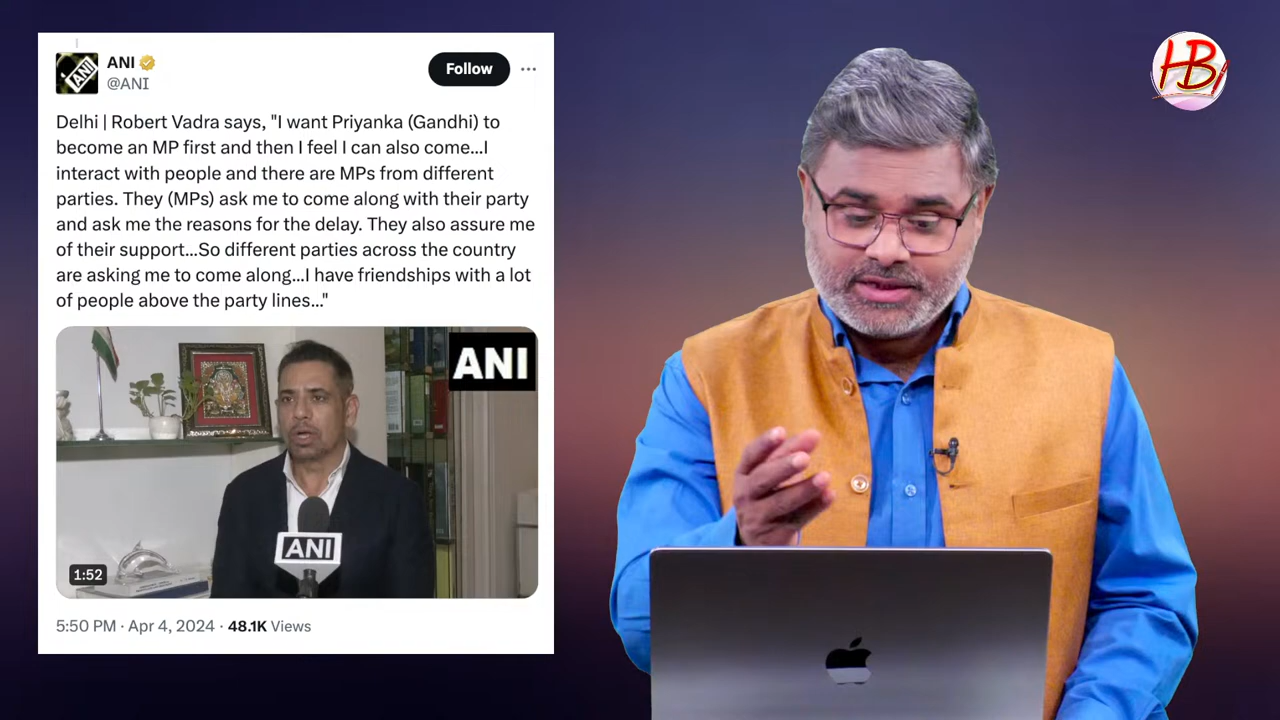 ANI
@ANI
Follow
Delhi | Robert Vadra says, "I want Priyanka (Gandhi) to
become an MP first and then I feel I can also come...I
interact with people and there are MPs from different
parties. They (MPs) ask me to come along with their party
and ask me the reasons for the delay. They also assure me
of their support...So different parties across the country
are asking me to come along...I have friendships with a lot
of people above the party lines..."
ANI
ANI
1:52
5:50 PM · Apr 4, 2024 · 48.1K Views
HBI
ANI